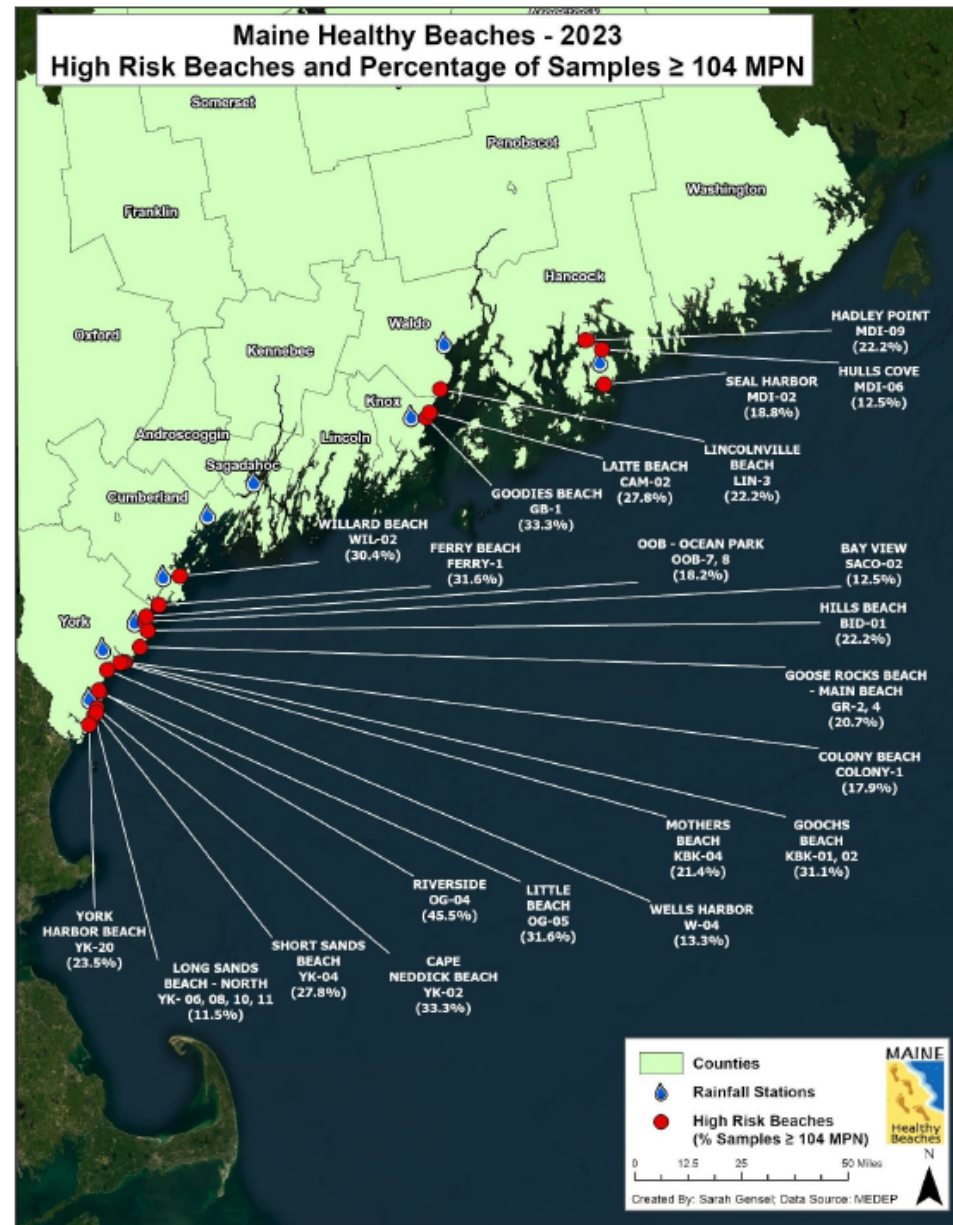 Maine Healthy Beaches - 2023
High Risk Beaches and Percentage of Samples ≥ 104 MPN
Somerset
Penobscot
Washington
Franklin
Hancock
Oxford
Waldo
Kennebec
HADLEY POINT
MDI-09
(22.2%)
HULLS COVE
MDI-06
(12.5%)
SEAL HARBOR
MDI-02
(18.8%)
Knox
Lincoln
Androscoggin
Sagadahoc
Cumberland
LINCOLNVILLE
BEACH
LIN-3
(22.2%)
LAITE BEACH
CAM-02
(27.8%)
GOODIES BEACH
GB-1
(33.3%)
WILLARD BEACH
WIL-02
(30.4%)
FERRY BEACH
FERRY-1
(31.6%)
OOB - OCEAN PARK
OOB-7, 8
(18.2%)
BAY VIEW
SACO-02
(12.5%)
York
HILLS BEACH
BID-01
(22.2%)
GOOSE ROCKS BEACH
- MAIN BEACH
GR-2, 4
(20.7%)
COLONY BEACH
COLONY-1
(17.9%)
MOTHERS
BEACH
KBK-04
(21.4%)
GOOCHS
BEACH
KBK-01, 02
(31.1%)
RIVERSIDE
OG-04
(45.5%)
LITTLE
BEACH
OG-05
(31.6%)
WELLS HARBOR
W-04
(13.3%)
YORK
HARBOR BEACH
YK-20
(23.5%)
LONG SANDS
BEACH - NORTH
YK- 06, 08, 10, 11
(11.5%)
SHORT SANDS
BEACH
YK-04
(27.8%)
CAPE
NEDDICK BEACH
YK-02
(33.3%)
Counties
Rainfall Stations
High Risk Beaches
(% Samples ≥ 104 MPN)
MAINE
Healthy
Beaches
N
0 12.5 25 50 Miles
Created By: Sarah Gensel; Data Source: MEDEP